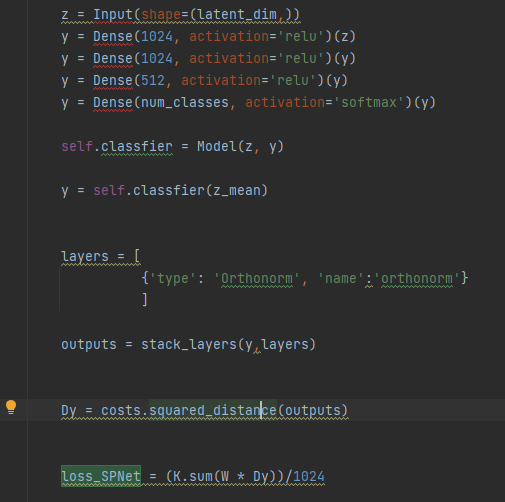 z = Input(shape=(latent_dim,))
y = Dense(1024, activation='relu')(z)
y = Dense(1024, activation='relu')(y)
y = Dense(512, activation='relu')(y)
y = Dense(num_classes, activation='softmax')(y)
self.classfier = Model(z, y)
y = self.classfier(z_mean)
layers = [
{'type': 'Orthonorm', 'name':'orthonorm'}
]
outputs = stack_layers(y,layers)
Dy = costs.squared_distance(outputs)
loss_SPNet = (K.sum(W * Dy))/1024